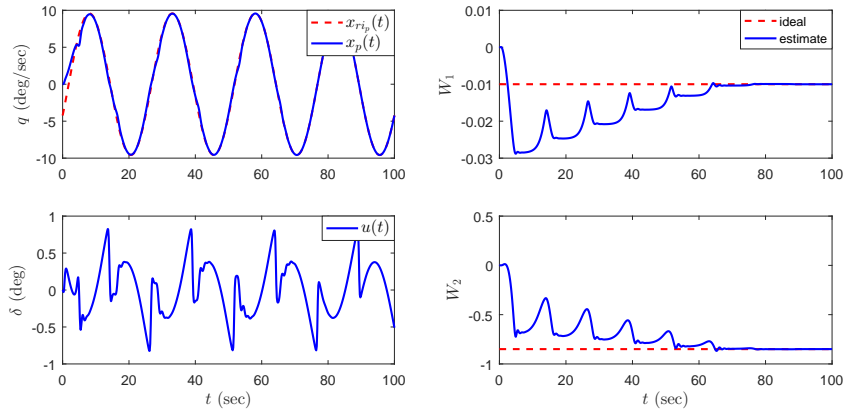 10
5
0
-5
-10
0 20 40 60 80 100
q (deg/sec)
x_{ri_p}(t)
x_p(t)
0
-0.01
-0.02
-0.03
0 20 40 60 80 100
W_1
ideal
estimate
1
0.5
0
-0.5
-1
0 20 40 60 80 100
δ (deg)
t (sec)
u(t)
0.5
0
-0.5
-1
0 20 40 60 80 100
W_2
t (sec)